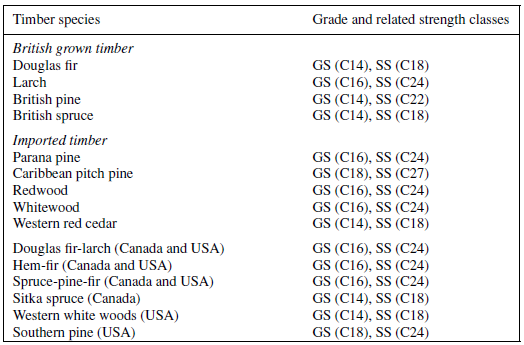 Timber species Grade and related strength classes
British grown timber
Douglas fir GS (C14), SS (C18)
Larch GS (C16), SS (C24)
British pine GS (C14), SS (C22)
British spruce GS (C14), SS (C18)
Imported timber
Parana pine GS (C16), SS (C24)
Caribbean pitch pine GS (C18), SS (C27)
Redwood GS (C16), SS (C24)
Whitewood GS (C16), SS (C24)
Western red cedar GS (C14), SS (C18)
Douglas fir-larch (Canada and USA) GS (C16), SS (C24)
Hem-fir (Canada and USA) GS (C16), SS (C24)
Spruce-pine-fir (Canada and USA) GS (C16), SS (C24)
Sitka spruce (Canada) GS (C14), SS (C18)
Western white woods (USA) GS (C14), SS (C18)
Southern pine (USA) GS (C18), SS (C24)